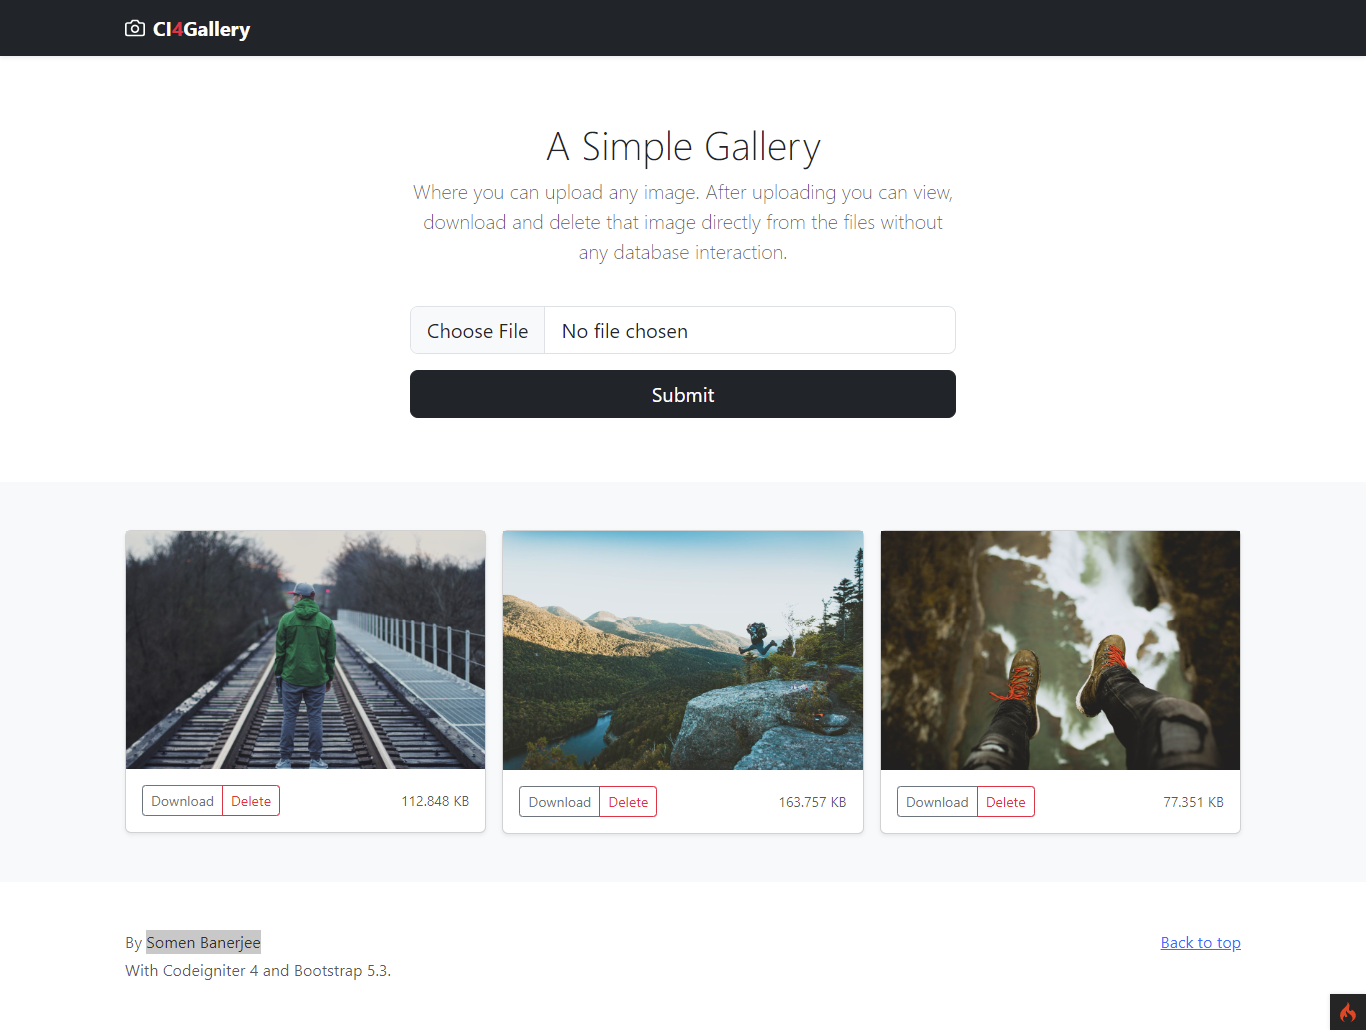 CI4Gallery
A Simple Gallery
Where you can upload any image. After uploading you can view,
download and delete that image directly from the files without
any database interaction.
Choose File No file chosen
Submit
Download Delete 112.848 KB
Download Delete 163.757 KB
Download Delete 77.351 KB
By Somen Banerjee
Back to top
With Codeigniter 4 and Bootstrap 5.3.